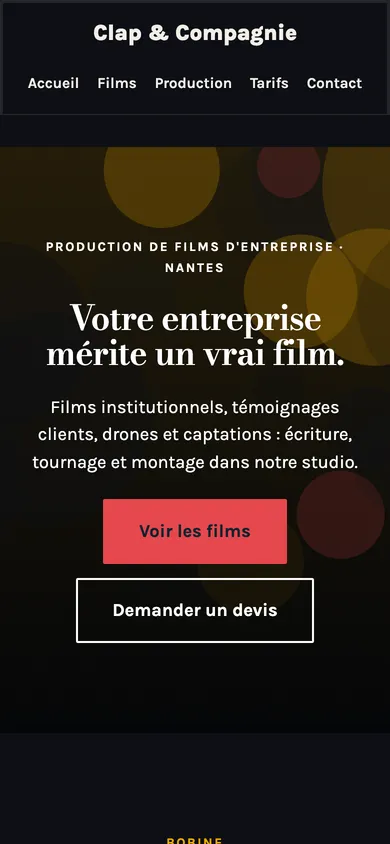 Clap & Compagnie
Accueil Films Production Tarifs Contact
PRODUCTION DE FILMS D'ENTREPRISE ·
NANTES
Votre entreprise
mérite un vrai film.
Films institutionnels, témoignages
clients, drones et captations : écriture,
tournage et montage dans notre studio.
Voir les films
Demander un devis
BOBINE